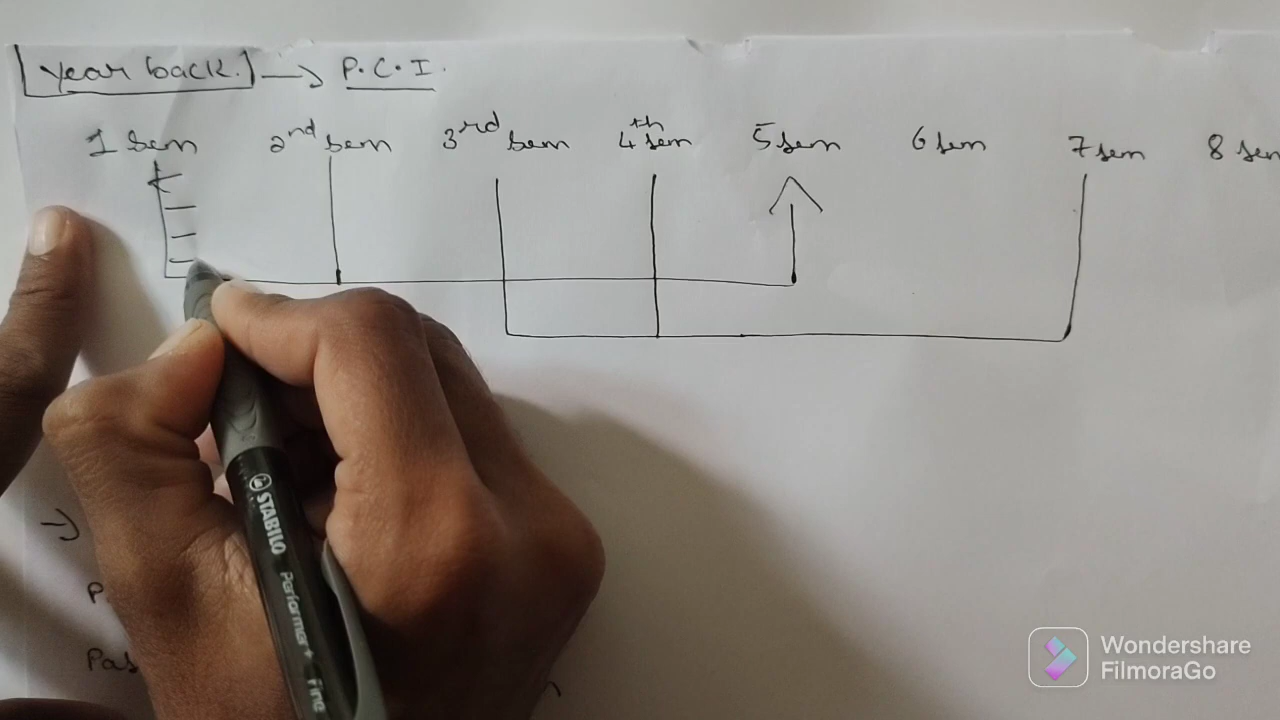 Year back. → P.C.I.
1 Sem 2nd sem 3rd sem 4th sem 5 sem 6 sem 7 sem 8 sem
STABILO Performer+ Fine
Wondershare
FilmoraGo